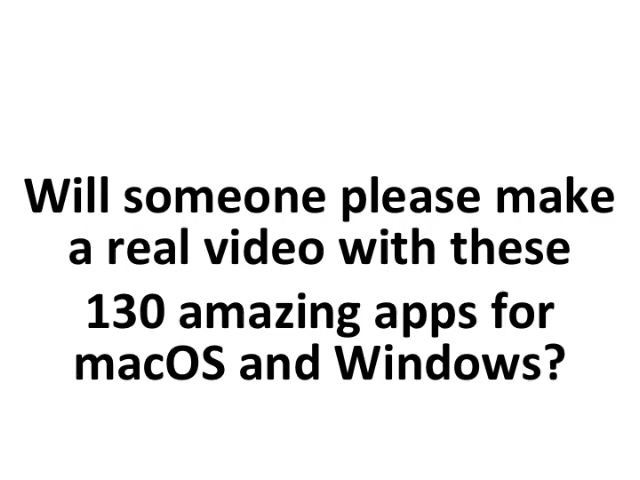 Will someone please make
a real video with these
130 amazing apps for
macOS and Windows?